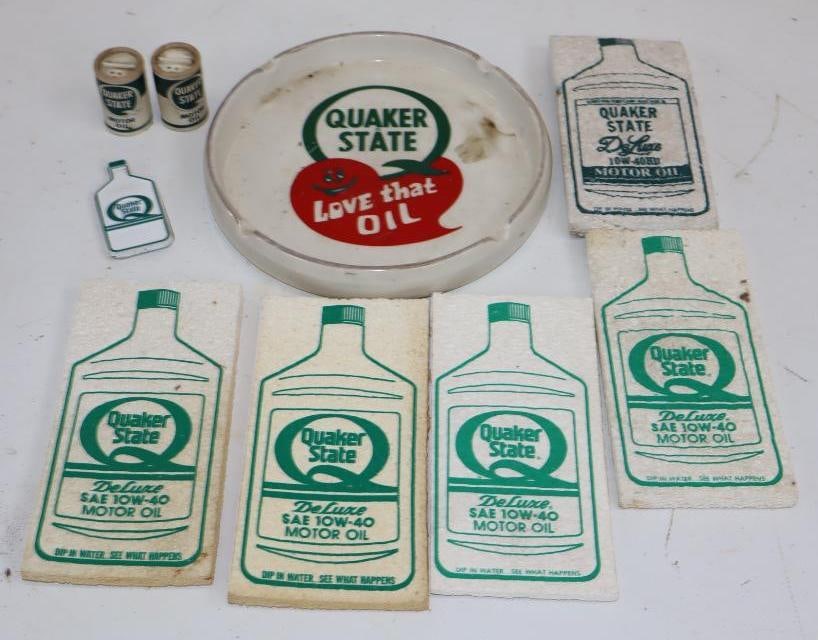 QUAKER
STATE
MOTOR
OIL
QUAKER
STATE
MOTOR
OIL
QUAKER
STATE
LOVE that
OIL
QUAKER
STATE
DeLuxe
10W-40HD
MOTOR OIL
DIP IN WATER. SEE WHAT HAPPENS
Quaker
State
Quaker
State
DeLuxe
SAE 10W-40
MOTOR OIL
DIP IN WATER. SEE WHAT HAPPENS
Quaker
State
DeLuxe
SAE 10W-40
MOTOR OIL
DIP IN WATER. SEE WHAT HAPPENS
Quaker
State
DeLuxe
SAE 10W-40
MOTOR OIL
DIP IN WATER. SEE WHAT HAPPENS
Quaker
State
DeLuxe
SAE 10W-40
MOTOR OIL
DIP IN WATER. SEE WHAT HAPPENS